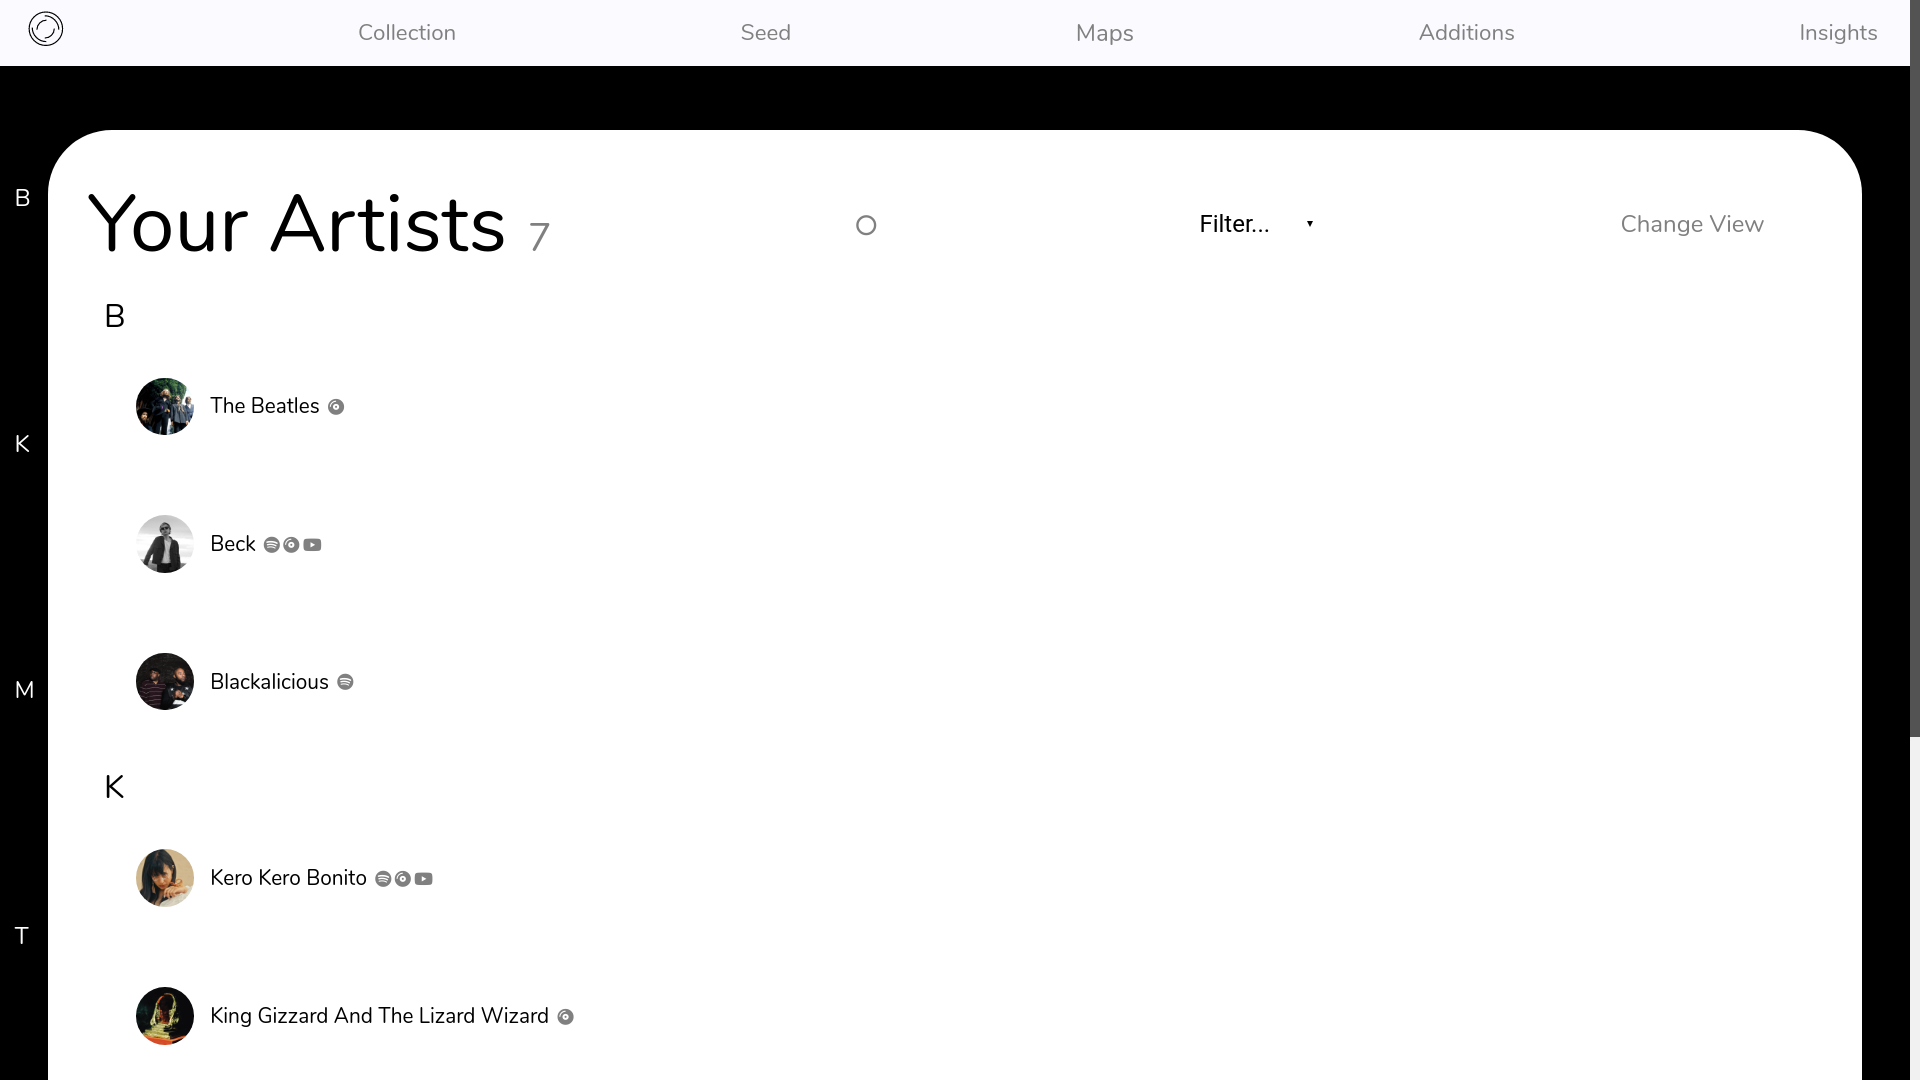 Collection Seed Maps Additions Insights
B
Your Artists 7 Filter... Change View
B
The Beatles
K
Beck
Blackalicious
M
K
Kero Kero Bonito
T
King Gizzard And The Lizard Wizard